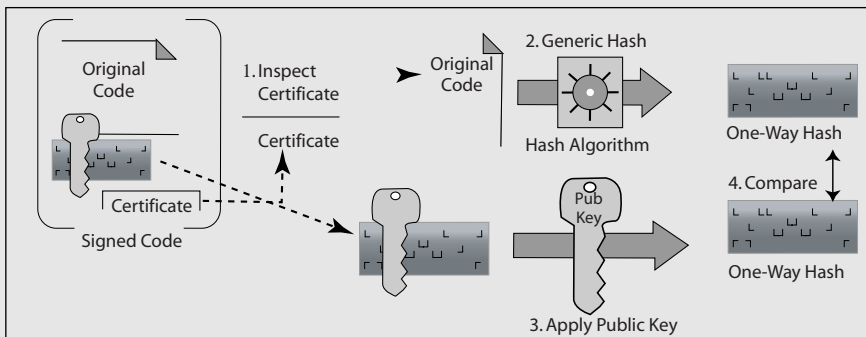 Original
Code
Certificate
Signed Code
1. Inspect
Certificate
Certificate
Original
Code
2. Generic Hash
Hash Algorithm
Pub
Key
3. Apply Public Key
One-Way Hash
4. Compare
One-Way Hash